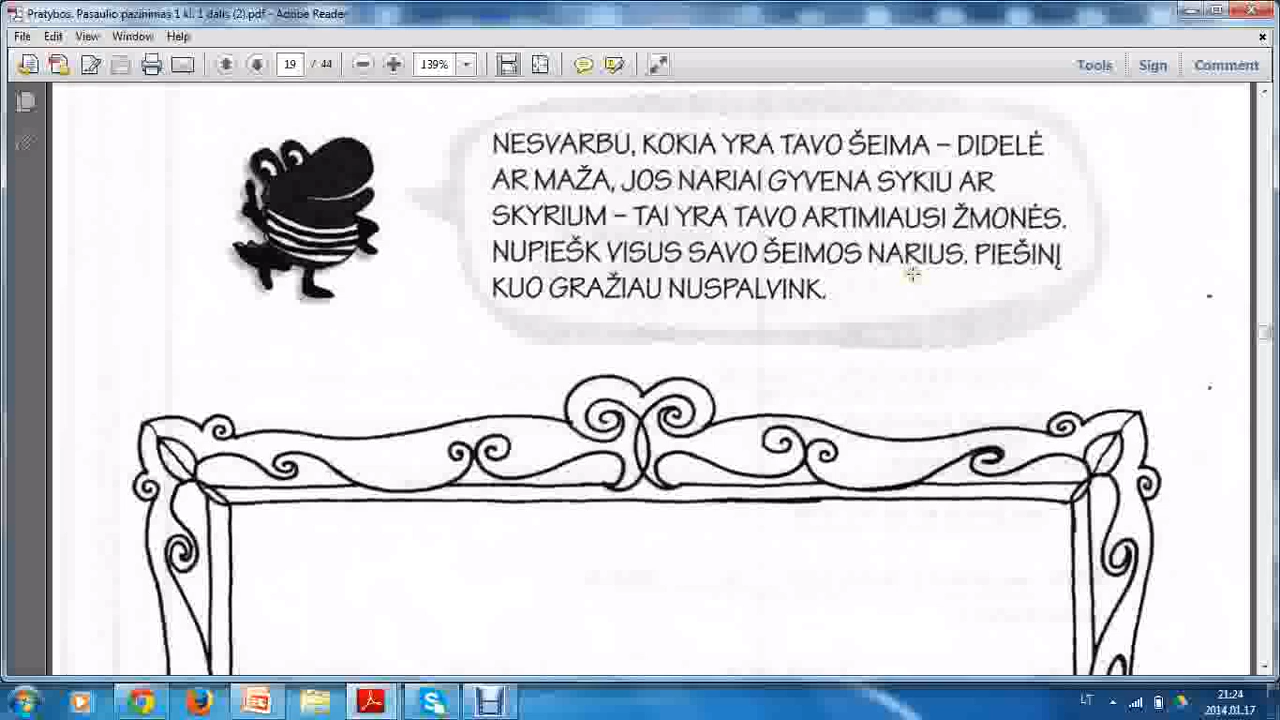 Pratybos. Pasaulio pazinimas 1 kl. 1 dalis (2).pdf - Adobe Reader
File Edit View Window Help
19 / 44 139% Tools Sign Comment
NESVARBU, KOKIA YRA TAVO ŠEIMA – DIDELĖ
AR MAŽA, JOS NARIAI GYVENA SYKIU AR
SKYRIUM – TAI YRA TAVO ARTIMIAUSI ŽMONĖS.
NUPIEŠK VISUS SAVO ŠEIMOS NARIUS. PIEŠINĮ
KUO GRAŽIAU NUSPALVINK.
LT 21:24
2014.01.17